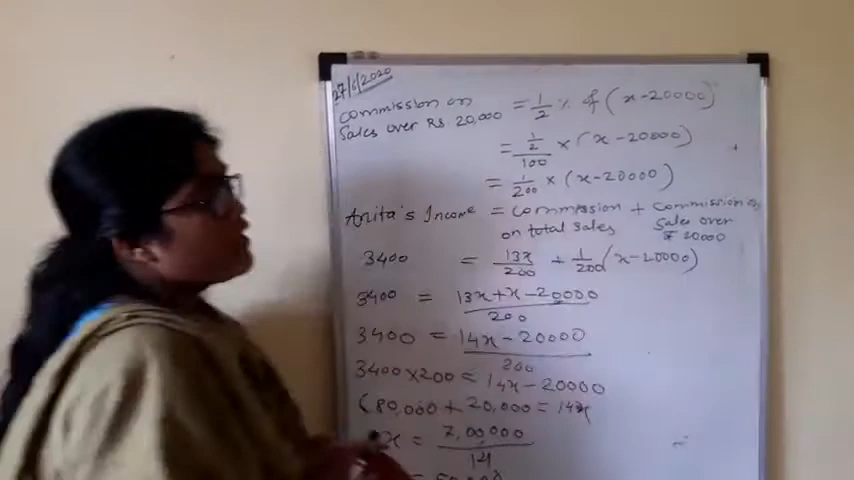 27/6/2020
Commission on Sales over Rs. 20,000 = 1/2 % of (x-20000)
= 1/2/100 × (x-20000)
= 1/200 × (x-20000)
Anita's Income = commission on total sales + commission on Sales over ₹ 20000
3400 = 13x/200 + 1/200 (x-20000)
3400 = 13x+x-20000/200
3400 = 14x-20000/200
3400×200 = 14x-20000
680,000 + 20,000 = 14x
x = 7,00,000/14